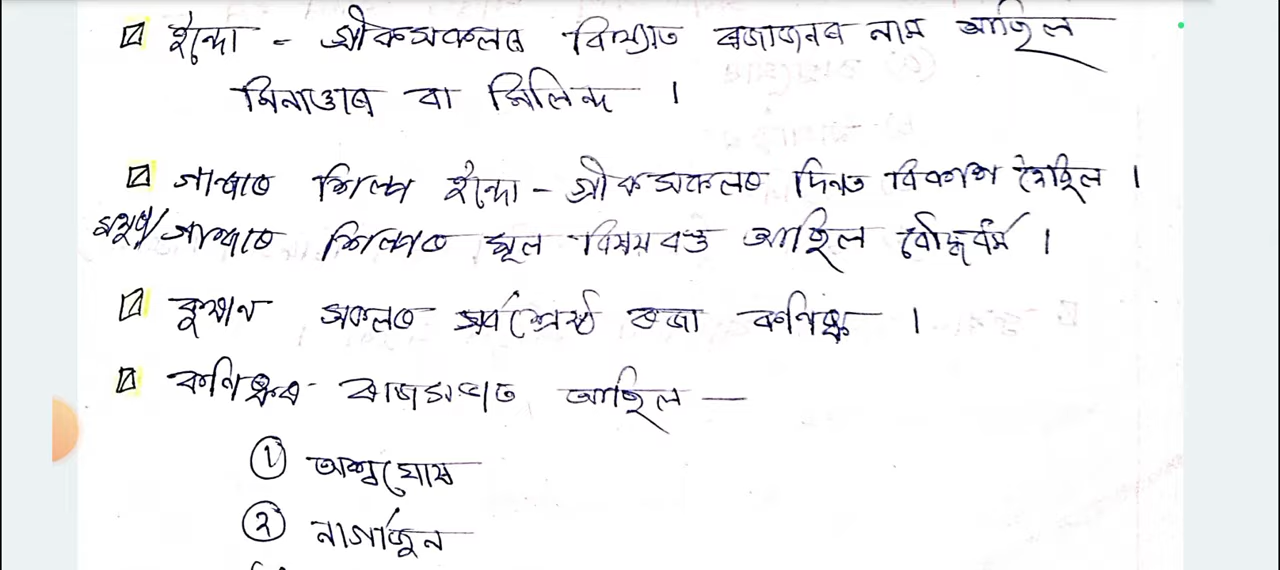 ইন্দো - গ্ৰীকসকলৰ বিখ্যাত ৰজাজনৰ নাম আছিল
মিনাণ্ডাৰ বা মিলিন্দ ।
গান্ধাৰ শিল্প ইন্দো - গ্ৰীকসকলৰ দিনত বিকাশ হৈছিল ।
মথুৰা/গান্ধাৰ শিল্পৰ মূল বিষয়বস্তু আছিল বৌদ্ধধৰ্ম ।
কুষাণ সকলৰ সৰ্বশ্ৰেষ্ঠ ৰজা কণিষ্ক ।
কণিষ্কৰ ৰাজসভাত আছিল —
① অশ্বঘোষ
② নাগাৰ্জুন